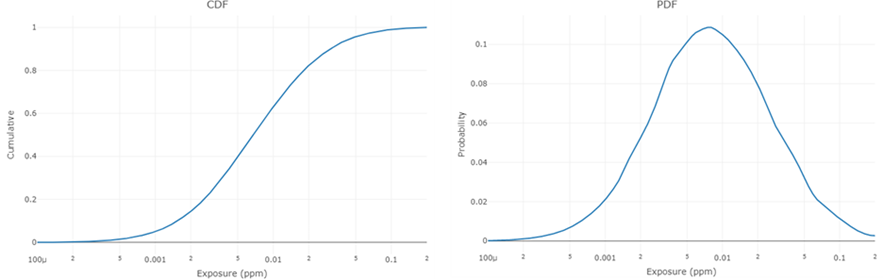 CDF
1
0.8
0.6
0.4
0.2
0
Cumulative
100μ 2 5 0.001 2 5 0.01 2 5 0.1 2
Exposure (ppm)
PDF
0.1
0.08
0.06
0.04
0.02
0
Probability
100μ 2 5 0.001 2 5 0.01 2 5 0.1 2
Exposure (ppm)